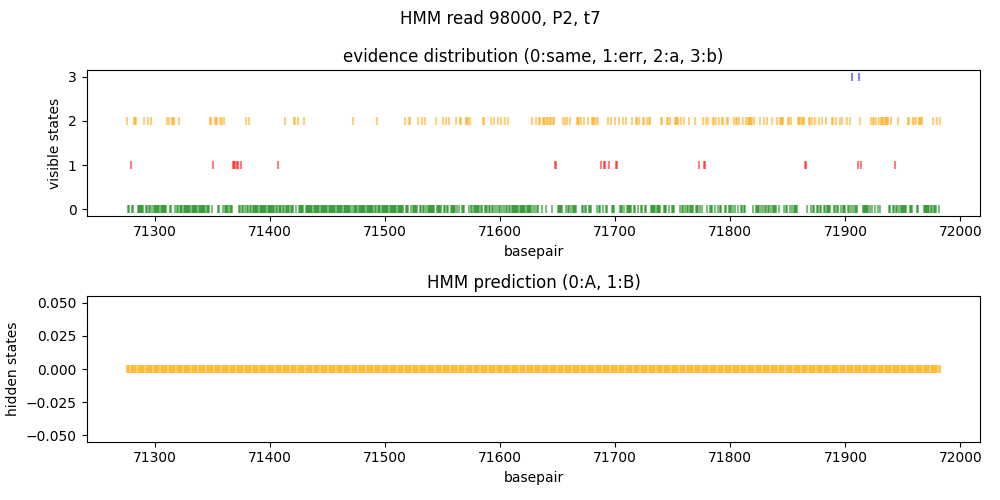 HMM read 98000, P2, t7
evidence distribution (0:same, 1:err, 2:a, 3:b)
visible states
3
2
1
0
71300 71400 71500 71600 71700 71800 71900 72000
basepair
HMM prediction (0:A, 1:B)
hidden states
0.050
0.025
0.000
−0.025
−0.050
71300 71400 71500 71600 71700 71800 71900 72000
basepair